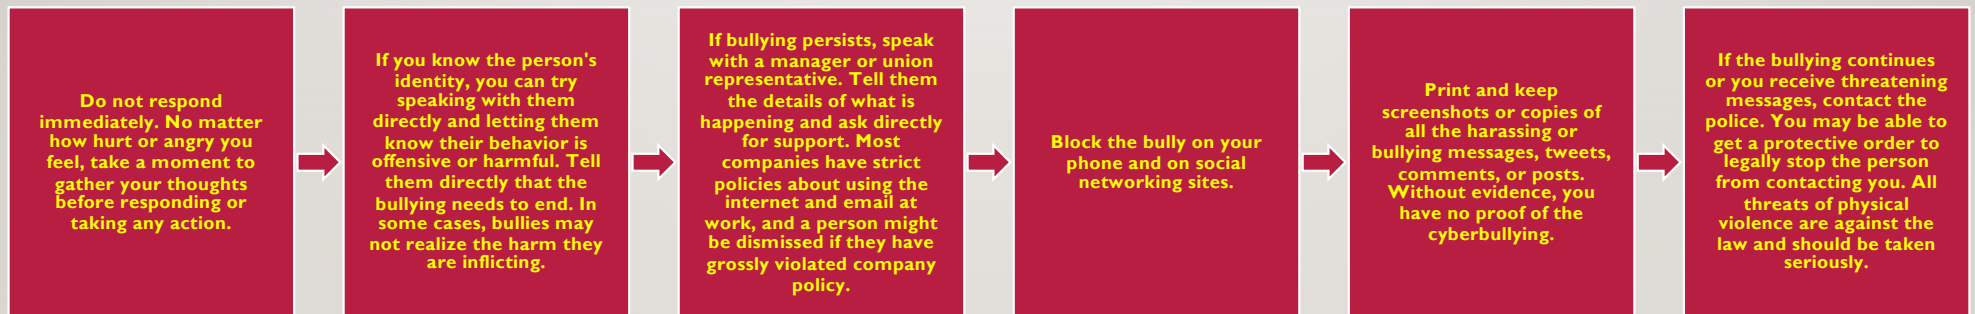 Do not respond
immediately. No matter
how hurt or angry you
feel, take a moment to
gather your thoughts
before responding or
taking any action.
If you know the person's
identity, you can try
speaking with them
directly and letting them
know their behavior is
offensive or harmful. Tell
them directly that the
bullying needs to end. In
some cases, bullies may
not realize the harm they
are inflicting.
If bullying persists, speak
with a manager or union
representative. Tell them
the details of what is
happening and ask directly
for support. Most
companies have strict
policies about using the
internet and email at
work, and a person might
be dismissed if they have
grossly violated company
policy.
Block the bully on your
phone and on social
networking sites.
Print and keep
screenshots or copies of
all the harassing or
bullying messages, tweets,
comments, or posts.
Without evidence, you
have no proof of the
cyberbullying.
If the bullying continues
or you receive threatening
messages, contact the
police. You may be able to
get a protective order to
legally stop the person
from contacting you. All
threats of physical
violence are against the
law and should be taken
seriously.